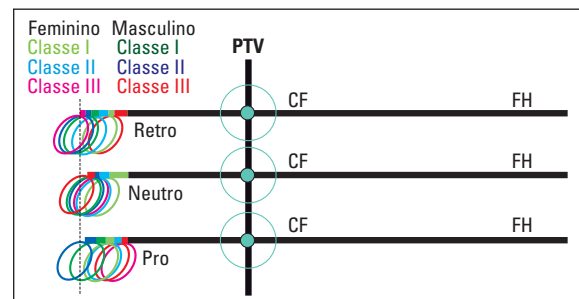 Feminino Masculino
Classe I Classe I
Classe II Classe II
Classe III Classe III
PTV
CF FH
Retro
CF FH
Neutro
CF FH
Pro